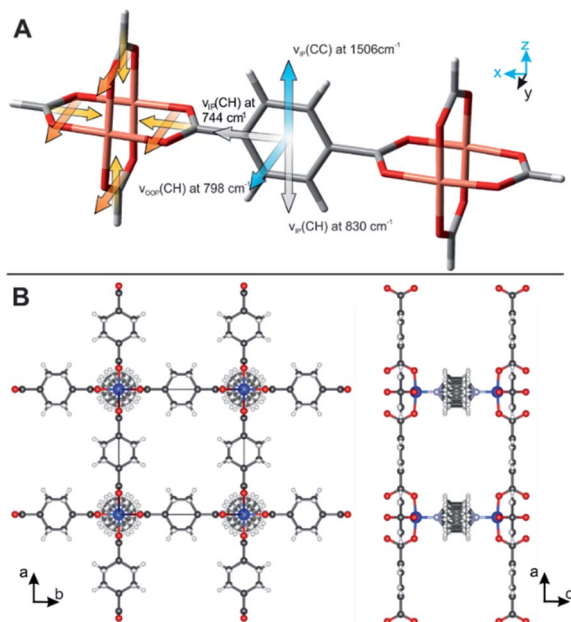 A
ν_IP(CC) at 1506cm⁻¹
z
x
y
ν_IP(CH) at
744 cm⁻¹
ν_OOP(CH) at 798 cm⁻¹
ν_IP(CH) at 830 cm⁻¹
B
a
b
a
c